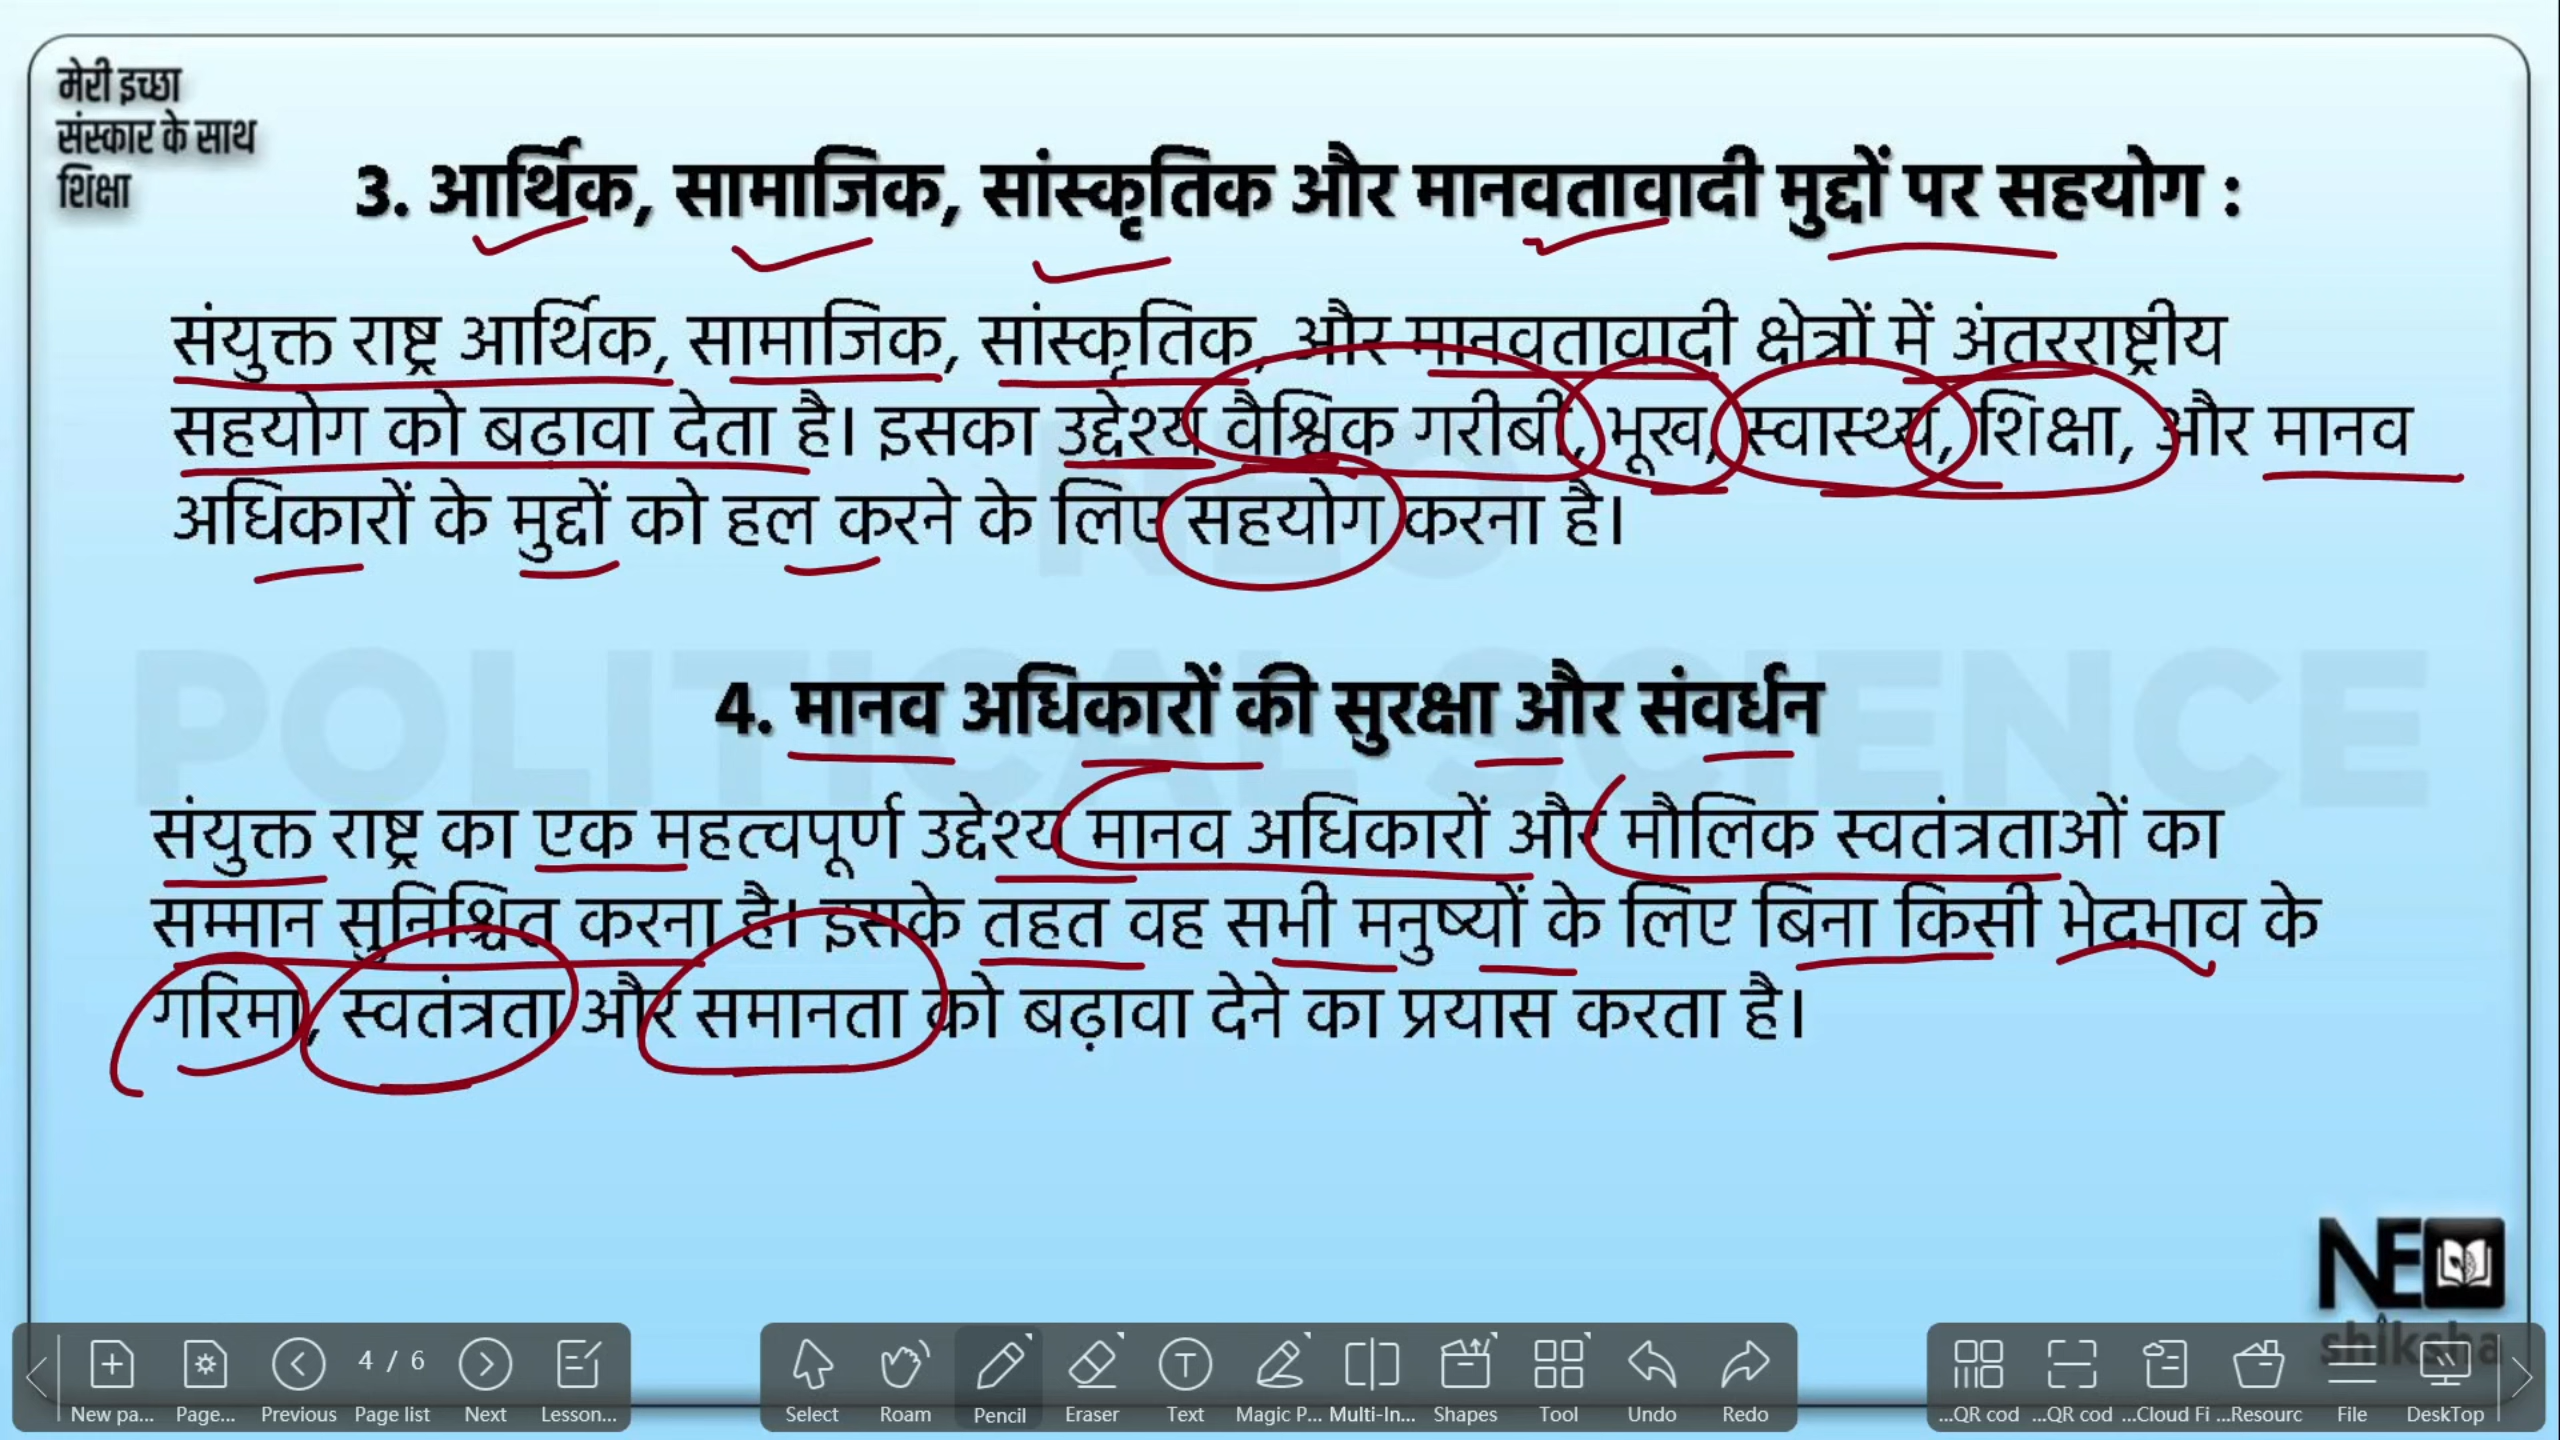 मेरी इच्छा
संस्कार के साथ
शिक्षा
3. आर्थिक, सामाजिक, सांस्कृतिक और मानवतावादी मुद्दों पर सहयोग :
संयुक्त राष्ट्र आर्थिक, सामाजिक, सांस्कृतिक, और मानवतावादी क्षेत्रों में अंतरराष्ट्रीय
सहयोग को बढ़ावा देता है। इसका उद्देश्य वैश्विक गरीबी, भूख, स्वास्थ्य, शिक्षा, और मानव
अधिकारों के मुद्दों को हल करने के लिए सहयोग करना है।
NEO
POLITICAL SCIENCE
4. मानव अधिकारों की सुरक्षा और संवर्धन
संयुक्त राष्ट्र का एक महत्वपूर्ण उद्देश्य मानव अधिकारों और मौलिक स्वतंत्रताओं का
सम्मान सुनिश्चित करना है। इसके तहत वह सभी मनुष्यों के लिए बिना किसी भेदभाव के
गरिमा, स्वतंत्रता और समानता को बढ़ावा देने का प्रयास करता है।
NEO
shiksha
4 / 6
New pa... Page... Previous Page list Next Lesson... Select Roam Pencil Eraser Text Magic P... Multi-In... Shapes Tool Undo Redo ...QR cod ...QR cod ...Cloud Fi ...Resourc File DeskTop